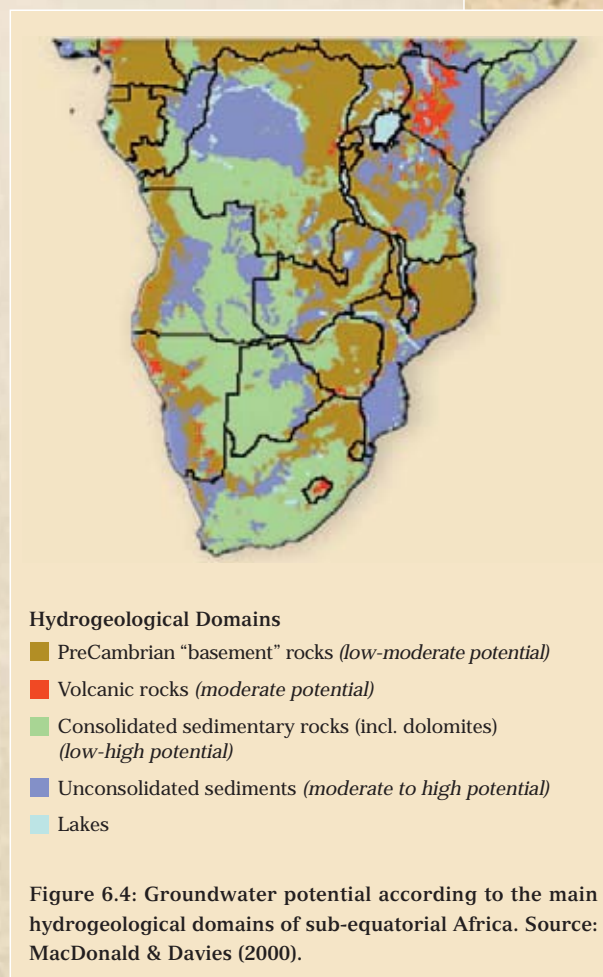 Hydrogeological Domains
PreCambrian “basement” rocks (low-moderate potential)
Volcanic rocks (moderate potential)
Consolidated sedimentary rocks (incl. dolomites)
(low-high potential)
Unconsolidated sediments (moderate to high potential)
Lakes
Figure 6.4: Groundwater potential according to the main
hydrogeological domains of sub-equatorial Africa. Source:
MacDonald & Davies (2000).